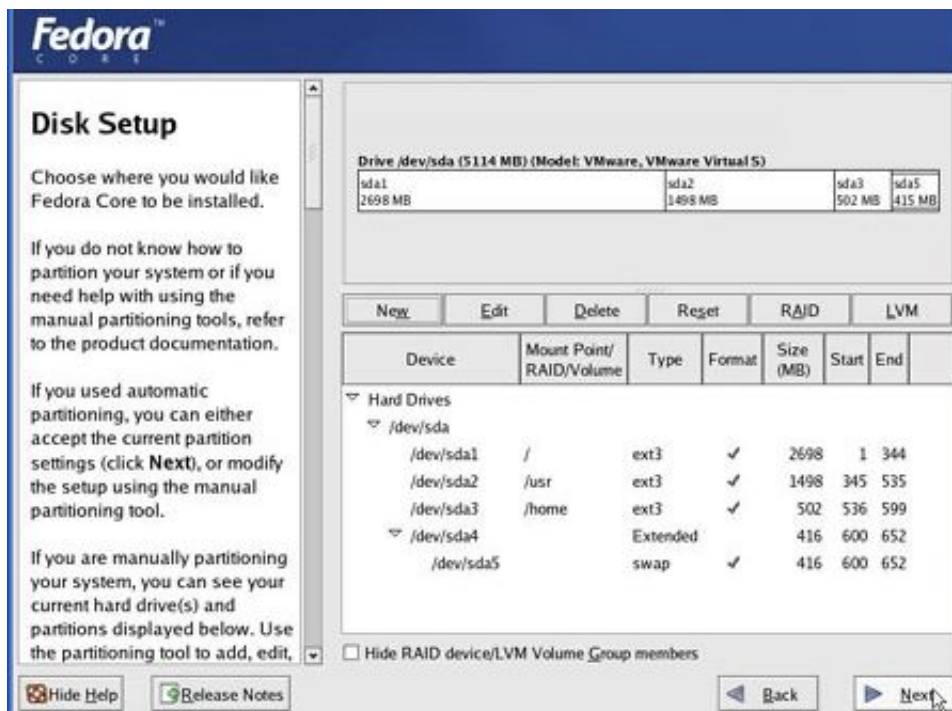 Fedora™
CORE
Disk Setup
Choose where you would like
Fedora Core to be installed.
If you do not know how to
partition your system or if you
need help with using the
manual partitioning tools, refer
to the product documentation.
If you used automatic
partitioning, you can either
accept the current partition
settings (click Next), or modify
the setup using the manual
partitioning tool.
If you are manually partitioning
your system, you can see your
current hard drive(s) and
partitions displayed below. Use
the partitioning tool to add, edit,
Drive /dev/sda (5114 MB) (Model: VMware, VMware Virtual S)
sda1 sda2 sda3 sda5
2698 MB 1498 MB 502 MB 415 MB
New Edit Delete Reset RAID LVM
Device Mount Point/ RAID/Volume Type Format Size (MB) Start End
Hard Drives
/dev/sda
/dev/sda1 / ext3 ✓ 2698 1 344
/dev/sda2 /usr ext3 ✓ 1498 345 535
/dev/sda3 /home ext3 ✓ 502 536 599
/dev/sda4 Extended 416 600 652
/dev/sda5 swap ✓ 416 600 652
Hide RAID device/LVM Volume Group members
Hide Help Release Notes Back Next